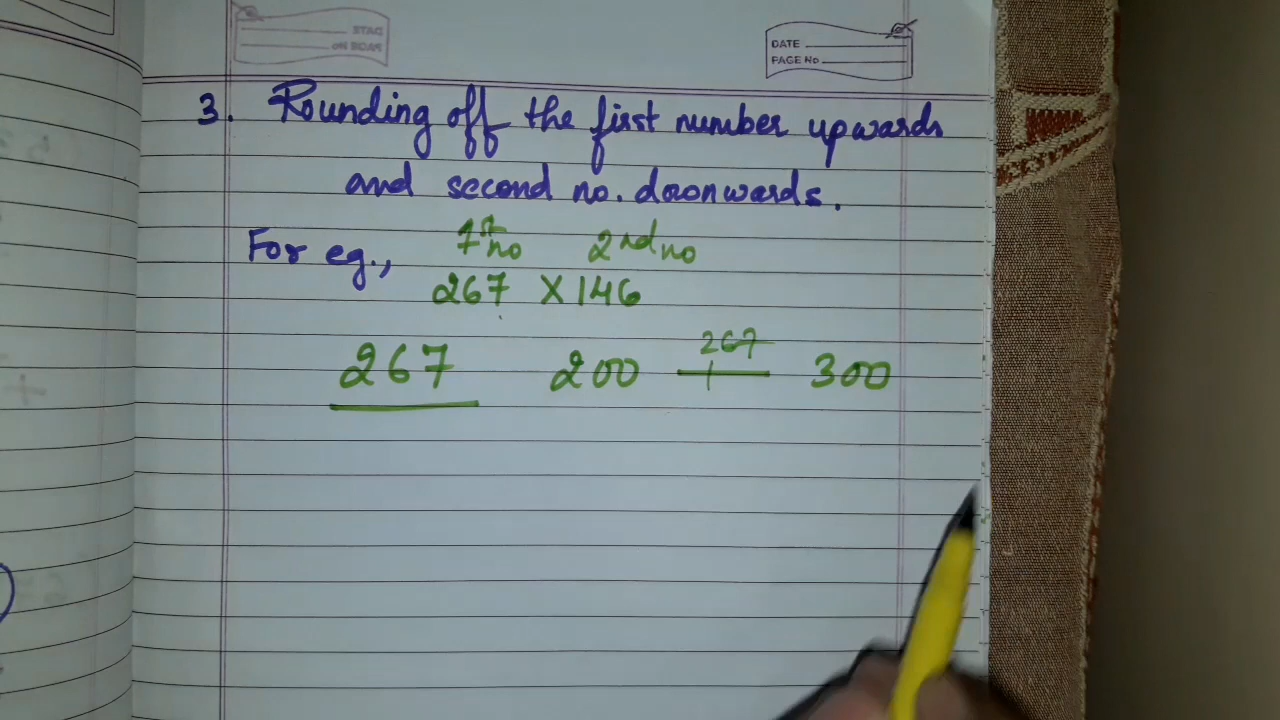 DATE
PAGE No
3. Rounding off the first number upwards
and second no. downwards.
For eg.,
1st no 2nd no
267 X 146
267 200 267 300